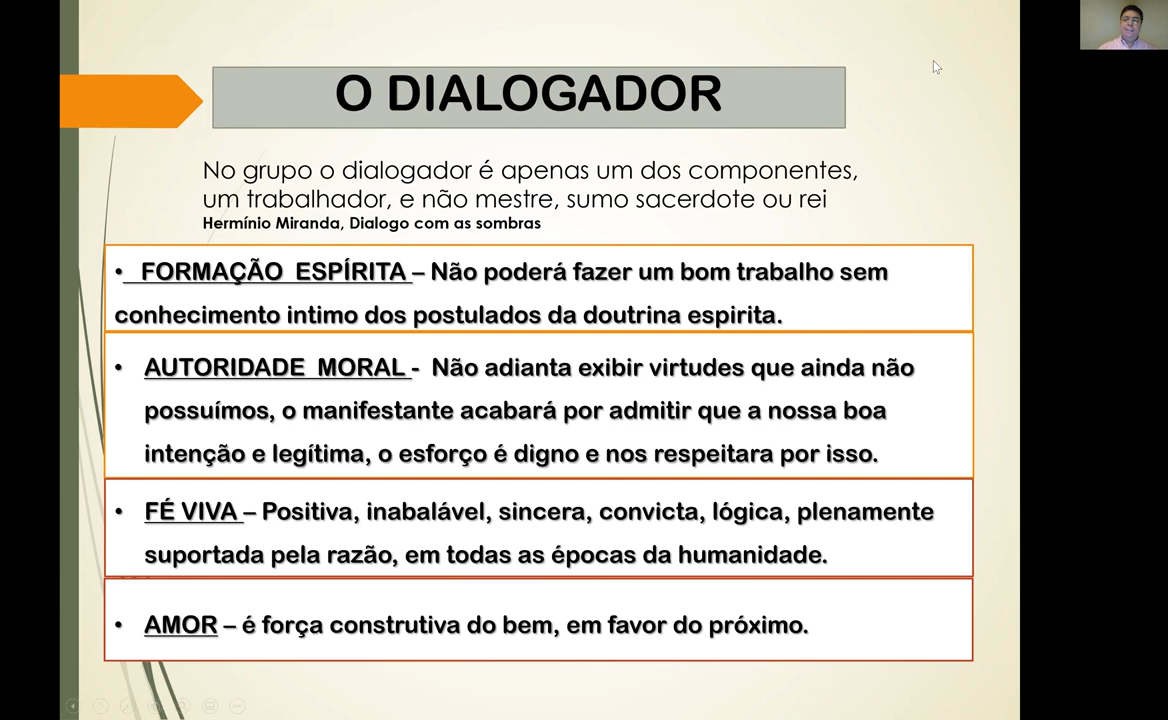 O DIALOGADOR
No grupo o dialogador é apenas um dos componentes,
um trabalhador, e não mestre, sumo sacerdote ou rei
Hermínio Miranda, Dialogo com as sombras
• FORMAÇÃO ESPÍRITA – Não poderá fazer um bom trabalho sem
conhecimento intimo dos postulados da doutrina espirita.
• AUTORIDADE MORAL - Não adianta exibir virtudes que ainda não
possuímos, o manifestante acabará por admitir que a nossa boa
intenção e legítima, o esforço é digno e nos respeitara por isso.
• FÉ VIVA – Positiva, inabalável, sincera, convicta, lógica, plenamente
suportada pela razão, em todas as épocas da humanidade.
• AMOR – é força construtiva do bem, em favor do próximo.